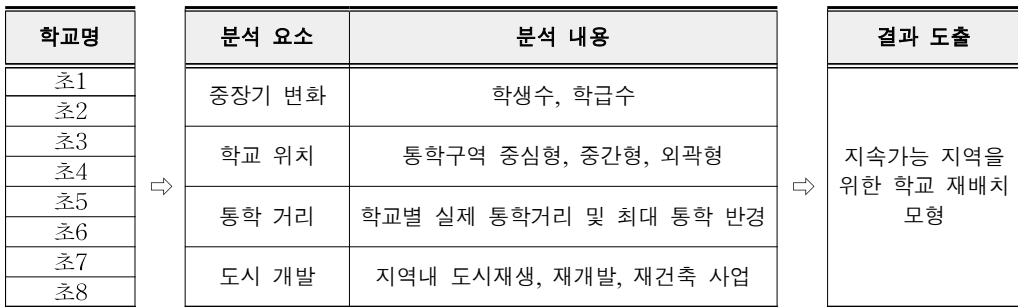 학교명
초1
초2
초3
초4
초5
초6
초7
초8
⇨
분석 요소 분석 내용
중장기 변화 학생수, 학급수
학교 위치 통학구역 중심형, 중간형, 외곽형
통학 거리 학교별 실제 통학거리 및 최대 통학 반경
도시 개발 지역내 도시재생, 재개발, 재건축 사업
⇨
결과 도출
지속가능 지역을
위한 학교 재배치
모형